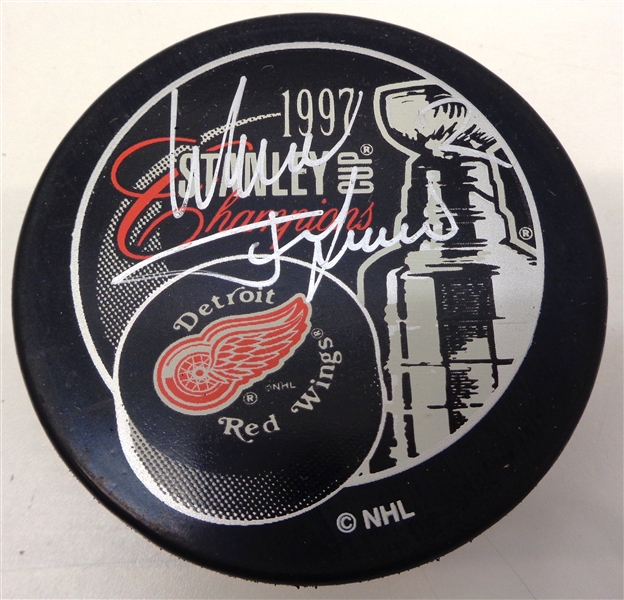 1997
STANLEY
CUP®
Champions
®
Detroit
Red Wings®
® ©NHL
© NHL